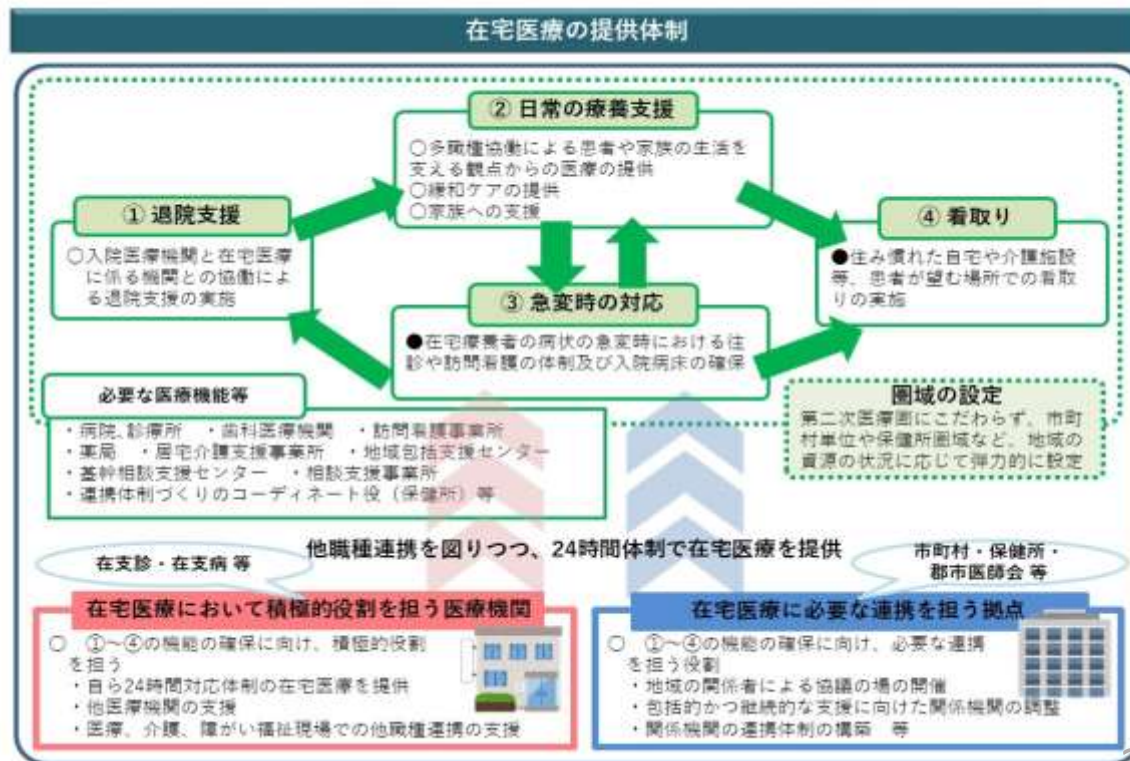 在宅医療の提供体制
② 日常の療養支援
○多職種協働による患者や家族の生活を
支える観点からの医療の提供
○緩和ケアの提供
○家族への支援
① 退院支援
○入院医療機関と在宅医療
に係る機関との協働によ
る退院支援の実施
④ 看取り
●住み慣れた自宅や介護施設
等、患者が望む場所での看取
りの実施
③ 急変時の対応
●在宅療養者の病状の急変時における往
診や訪問看護の体制及び入院病床の確保
必要な医療機能等
・病院、診療所 ・歯科医療機関 ・訪問看護事業所
・薬局 ・居宅介護支援事業所 ・地域包括支援センター
・基幹相談支援センター ・相談支援事業所
・連携体制づくりのコーディネート役（保健所）等
圏域の設定
第二次医療圏にこだわらず、市町
村単位や保健所圏域など、地域の
資源の状況に応じて弾力的に設定
他職種連携を図りつつ、24時間体制で在宅医療を提供
在支診・在支病 等
市町村・保健所・
郡市医師会 等
在宅医療において積極的役割を担う医療機関
○ ①～④の機能の確保に向け、積極的役割
を担う
・自ら24時間対応体制の在宅医療を提供
・他医療機関の支援
・医療、介護、障がい福祉現場での他職種連携の支援
在宅医療に必要な連携を担う拠点
○ ①～④の機能の確保に向け、必要な連携
を担う役割
・地域の関係者による協議の場の開催
・包括的かつ継続的な支援に向けた関係機関の調整
・関係機関の連携体制の構築 等